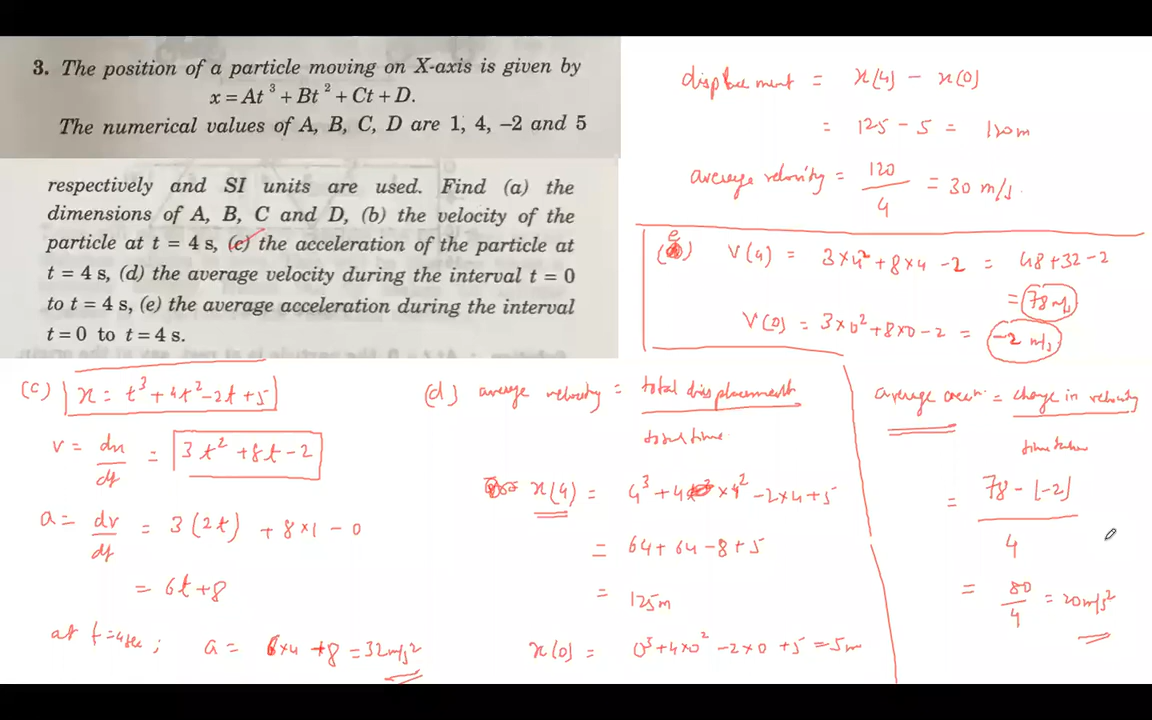 3. The position of a particle moving on X-axis is given by
x = At³ + Bt² + Ct + D.
The numerical values of A, B, C, D are 1, 4, –2 and 5
respectively and SI units are used. Find (a) the
dimensions of A, B, C and D, (b) the velocity of the
particle at t = 4 s, (c) the acceleration of the particle at
t = 4 s, (d) the average velocity during the interval t = 0
to t = 4 s, (e) the average acceleration during the interval
t = 0 to t = 4 s.
(c) x = t³ + 4t² - 2t + 5
v = dx/dt = 3t² + 8t - 2
a = dv/dt = 3(2t) + 8×1 - 0
= 6t + 8
at t = 4 sec ; a = 6×4 + 8 = 32 m/s²
(d) average velocity = total displacement
total time
x(4) = 4³ + 4×4² - 2×4 + 5
= 64 + 64 - 8 + 5
= 125m
x(0) = 0³ + 4×0² - 2×0 + 5 = 5m
displacement = x(4) - x(0)
= 125 - 5 = 120m
average velocity = 120/4 = 30 m/s.
(e) v(4) = 3×4² + 8×4 - 2 = 48 + 32 - 2
= 78 m/s
v(0) = 3×0² + 8×0 - 2 = -2 m/s
average = change in velocity
time taken
= 78 - (-2)
4
= 80/4 = 20 m/s²